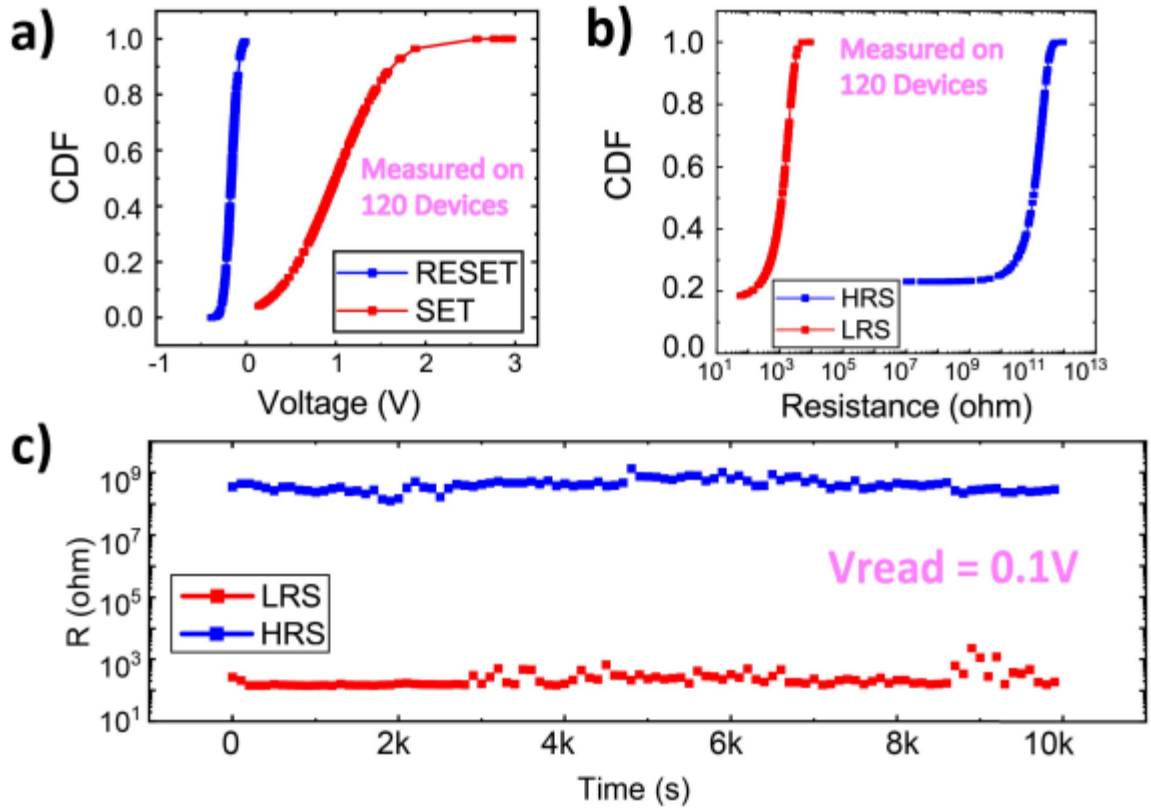 a)
CDF
1.0
0.8
0.6
0.4
0.2
0.0
-1
0
1
2
3
Voltage (V)
Measured on
120 Devices
RESET
SET
b)
CDF
1.0
0.8
0.6
0.4
0.2
0.0
10¹
10³
10⁵
10⁷
10⁹
10¹¹
10¹³
Resistance (ohm)
Measured on
120 Devices
HRS
LRS
c)
R (ohm)
10⁹
10⁷
10⁵
10³
10¹
LRS
HRS
Vread = 0.1V
0
2k
4k
6k
8k
10k
Time (s)